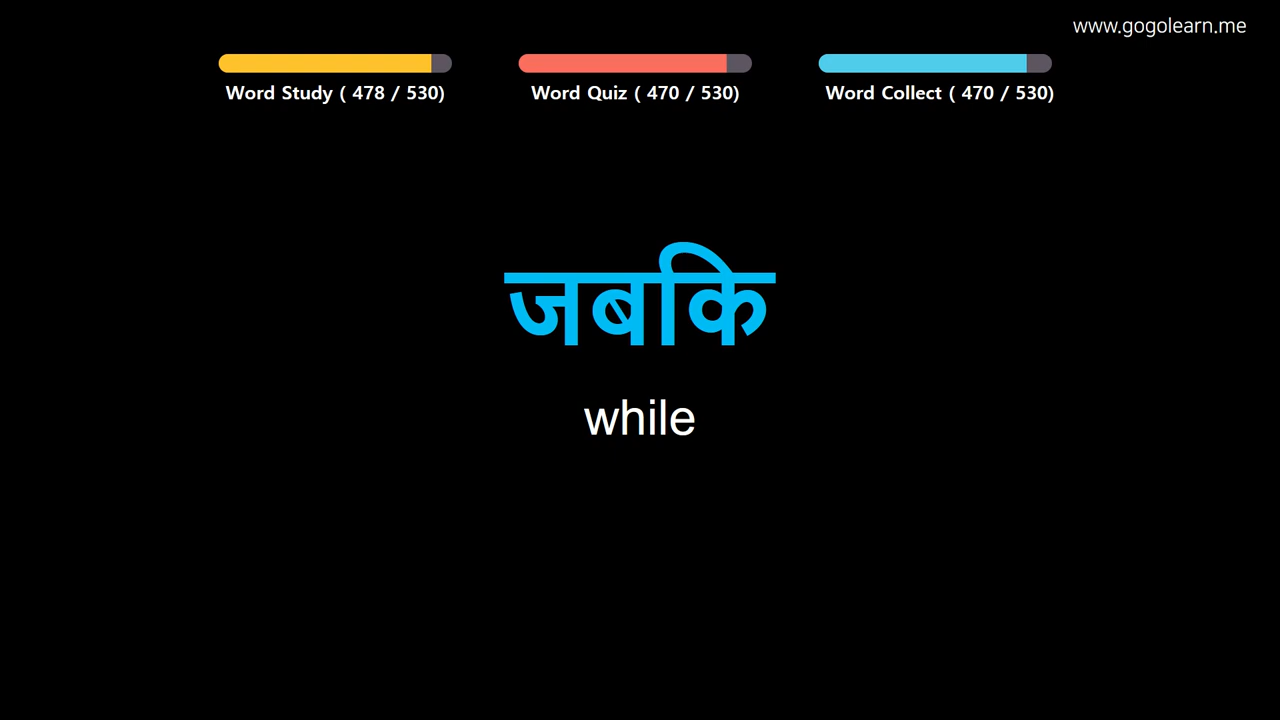 www.gogolearn.me
Word Study ( 478 / 530)
Word Quiz ( 470 / 530)
Word Collect ( 470 / 530)
जबकि
while